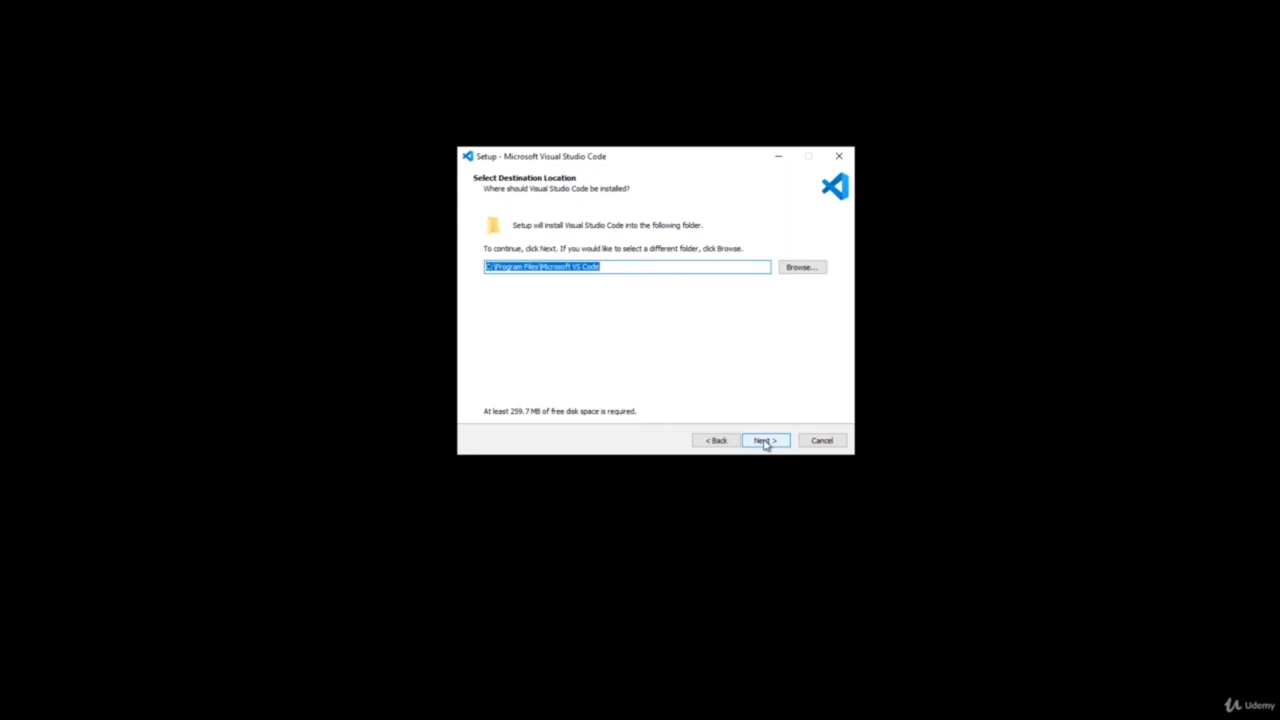 Setup - Microsoft Visual Studio Code
Select Destination Location
Where should Visual Studio Code be installed?
Setup will install Visual Studio Code into the following folder.
To continue, click Next. If you would like to select a different folder, click Browse.
C:\Program Files\Microsoft VS Code
Browse...
At least 259.7 MB of free disk space is required.
< Back
Next >
Cancel
Udemy